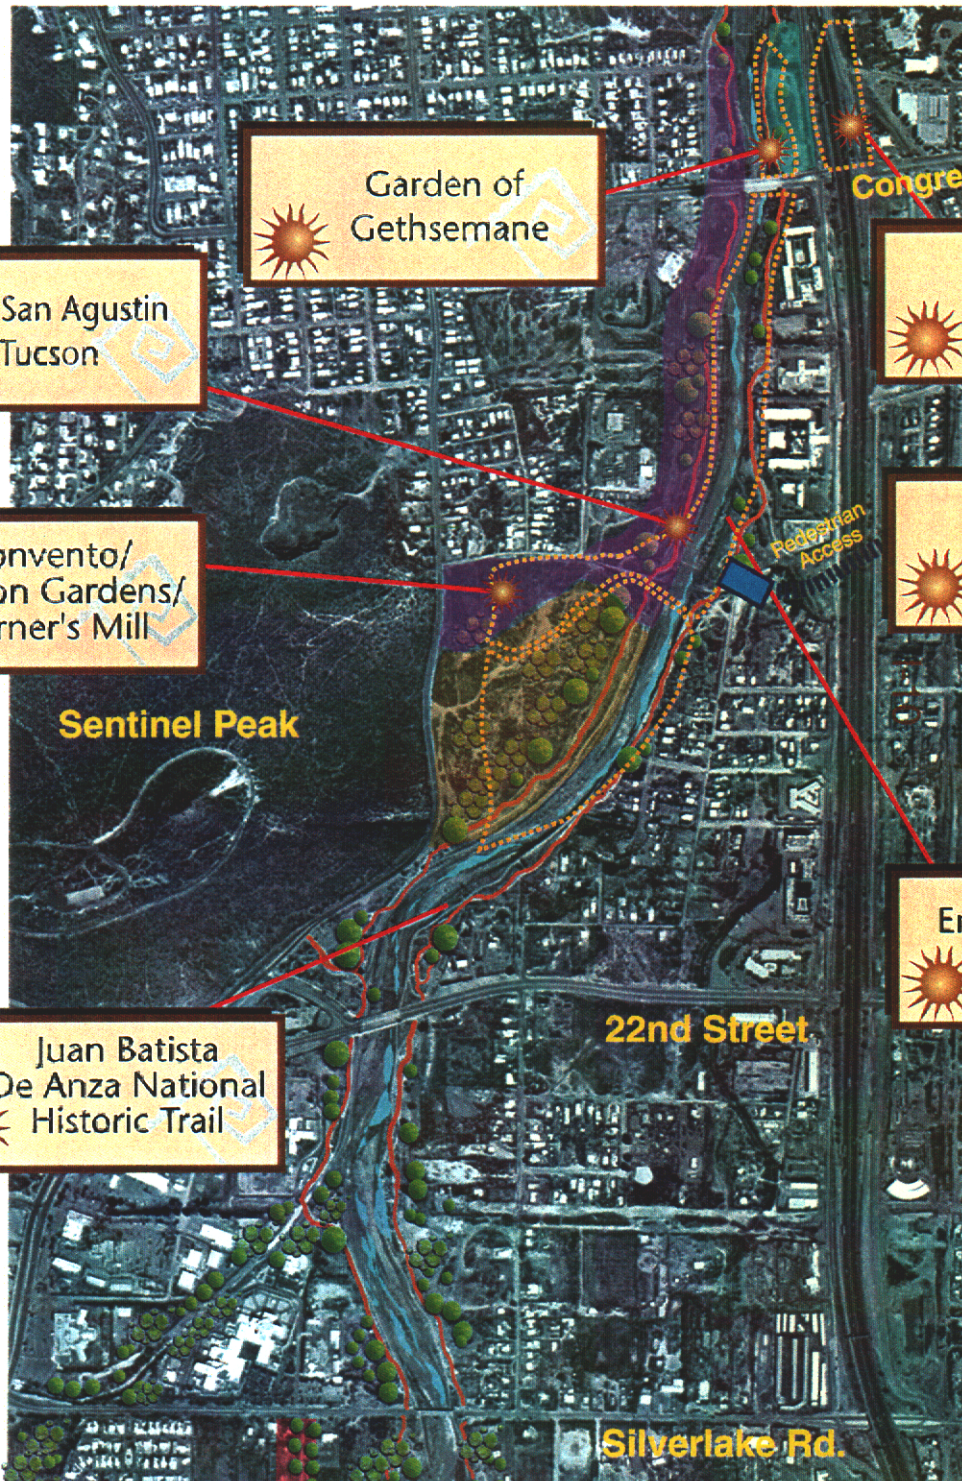 Congre
Garden of
Gethsemane
San Agustin
Tucson
onvento/
on Gardens/
rner's Mill
Pedestrian
Access
Sentinel Peak
Er
22nd Street
Juan Batista
De Anza National
Historic Trail
Silverlake Rd.